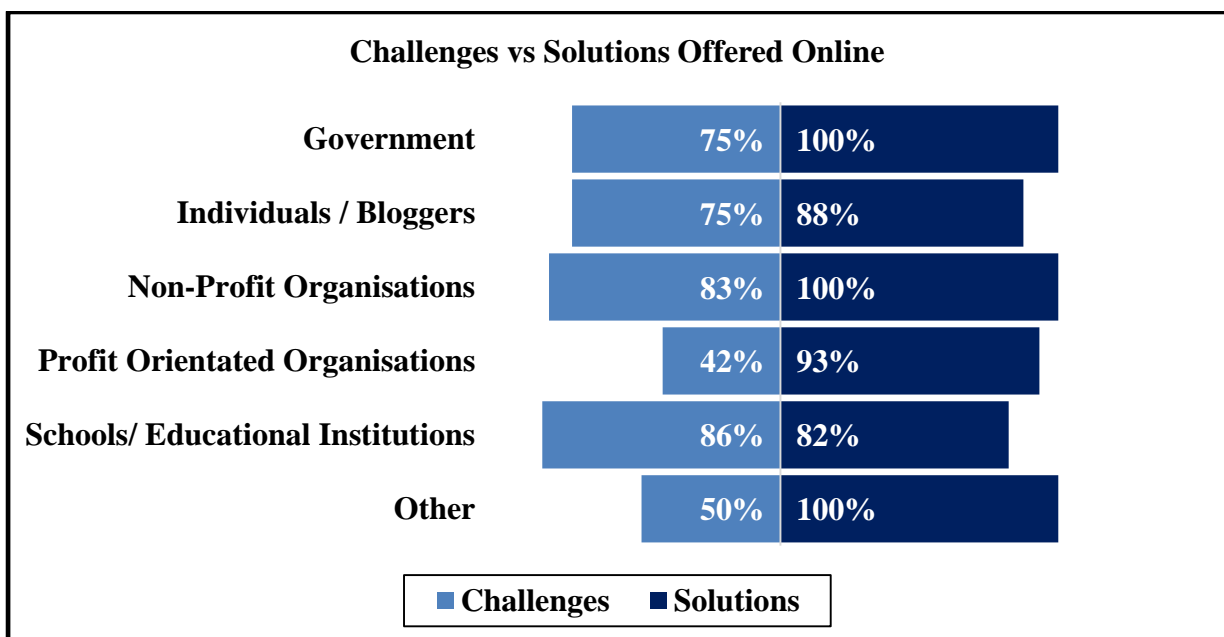 Challenges vs Solutions Offered Online
Government 75% 100%
Individuals / Bloggers 75% 88%
Non-Profit Organisations 83% 100%
Profit Orientated Organisations 42% 93%
Schools/ Educational Institutions 86% 82%
Other 50% 100%
Challenges Solutions